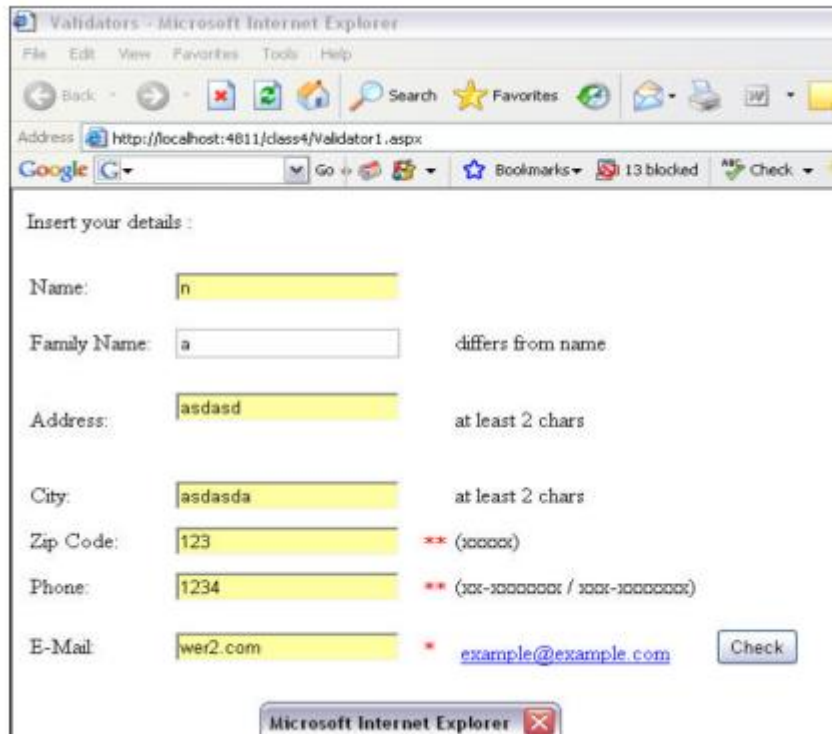 Validators - Microsoft Internet Explorer
File Edit View Favorites Tools Help
Back Search Favorites
Address http://localhost:4811/class4/Validator1.aspx
Google G Go Bookmarks 13 blocked ABC Check
Insert your details :
Name: n
Family Name: a differs from name
Address: asdasd at least 2 chars
City: asdasda at least 2 chars
Zip Code: 123 ** (xxxxx)
Phone: 1234 ** (xx-xxxxxxx / xxx-xxxxxxx)
E-Mail: wer2.com * example@example.com Check
Microsoft Internet Explorer